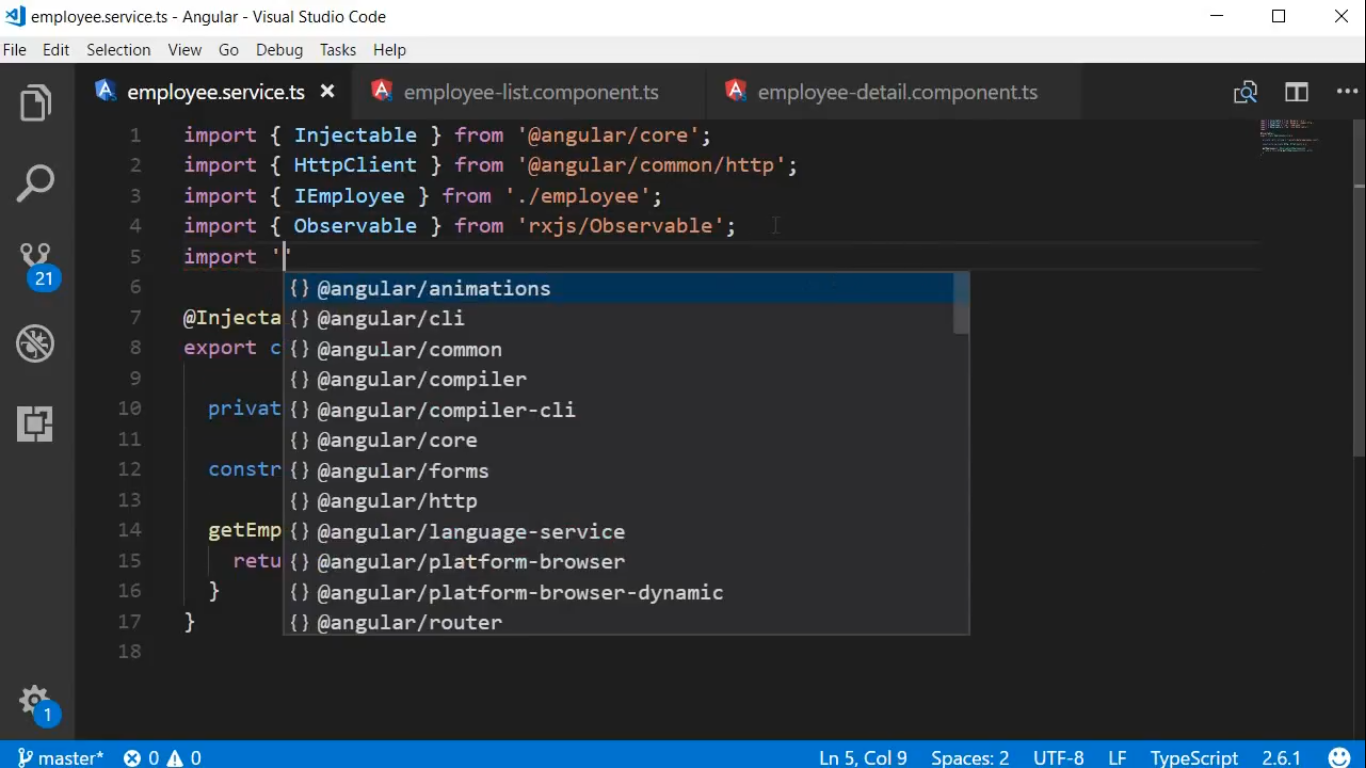 employee.service.ts - Angular - Visual Studio Code
File Edit Selection View Go Debug Tasks Help
employee.service.ts employee-list.component.ts employee-detail.component.ts
1 import { Injectable } from '@angular/core';
2 import { HttpClient } from '@angular/common/http';
3 import { IEmployee } from './employee';
4 import { Observable } from 'rxjs/Observable';
5 import ''
6 {} @angular/animations
7 @Injecta {} @angular/cli
8 export c {} @angular/common
9 {} @angular/compiler
10 privat {} @angular/compiler-cli
11 {} @angular/core
12 constr {} @angular/forms
13 {} @angular/http
14 getEmp {} @angular/language-service
15 retu {} @angular/platform-browser
16 } {} @angular/platform-browser-dynamic
17 } {} @angular/router
18
21
1
master* 0 0 Ln 5, Col 9 Spaces: 2 UTF-8 LF TypeScript 2.6.1